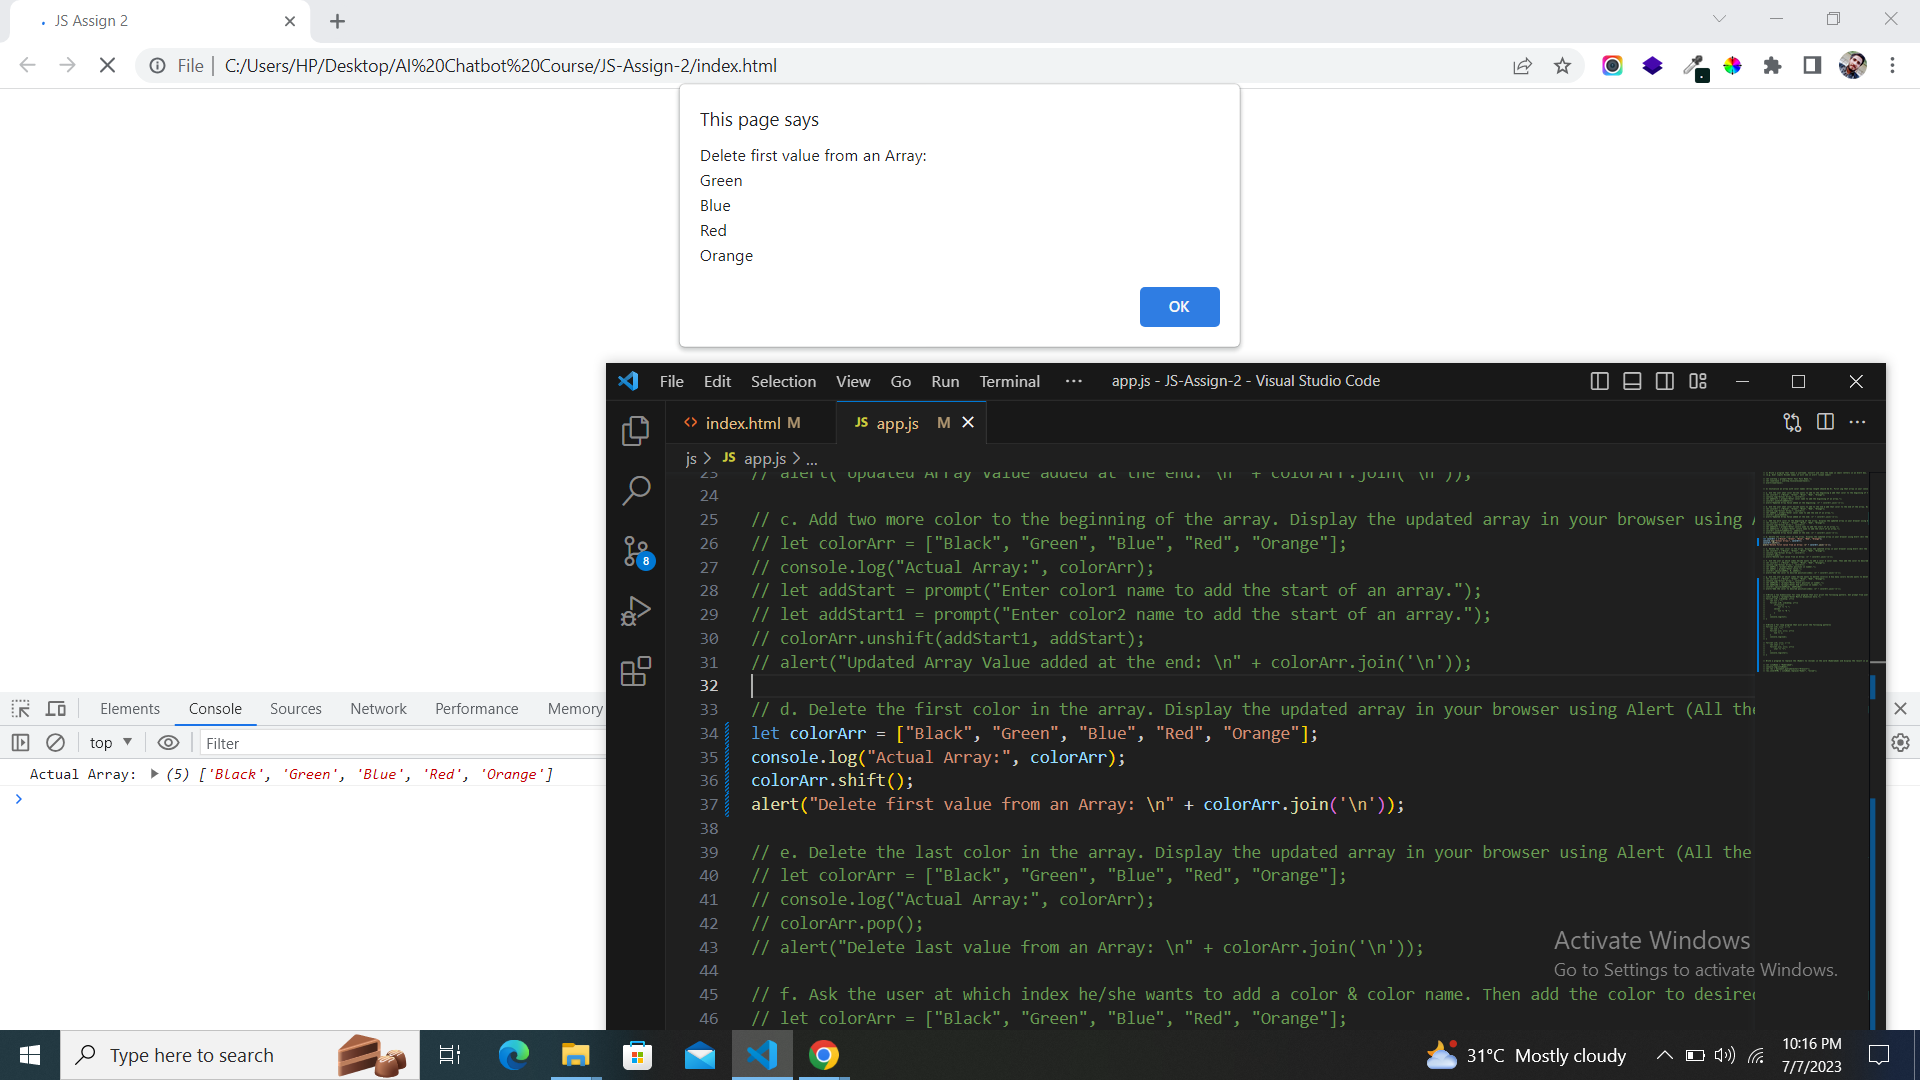 JS Assign 2
File
C:/Users/HP/Desktop/AI%20Chatbot%20Course/JS-Assign-2/index.html
This page says
Delete first value from an Array:
Green
Blue
Red
Orange
OK
File Edit Selection View Go Run Terminal ··· app.js - JS-Assign-2 - Visual Studio Code
<> index.html M JS app.js M
js > JS app.js > ...
8
23 // alert("Updated Array Value added at the end: \n" + colorArr.join('\n'));
24
25 // c. Add two more color to the beginning of the array. Display the updated array in your browser using
26 // let colorArr = ["Black", "Green", "Blue", "Red", "Orange"];
27 // console.log("Actual Array:", colorArr);
28 // let addStart = prompt("Enter color1 name to add the start of an array.");
29 // let addStart1 = prompt("Enter color2 name to add the start of an array.");
30 // colorArr.unshift(addStart1, addStart);
31 // alert("Updated Array Value added at the end: \n" + colorArr.join('\n'));
32
33 // d. Delete the first color in the array. Display the updated array in your browser using Alert (All the
34 let colorArr = ["Black", "Green", "Blue", "Red", "Orange"];
35 console.log("Actual Array:", colorArr);
36 colorArr.shift();
37 alert("Delete first value from an Array: \n" + colorArr.join('\n'));
38
39 // e. Delete the last color in the array. Display the updated array in your browser using Alert (All the
40 // let colorArr = ["Black", "Green", "Blue", "Red", "Orange"];
41 // console.log("Actual Array:", colorArr);
42 // colorArr.pop();
43 // alert("Delete last value from an Array: \n" + colorArr.join('\n'));
44
45 // f. Ask the user at which index he/she wants to add a color & color name. Then add the color to desired
46 // let colorArr = ["Black", "Green", "Blue", "Red", "Orange"];
Elements Console Sources Network Performance Memory
top Filter
Actual Array: (5) ['Black', 'Green', 'Blue', 'Red', 'Orange']
Activate Windows
Go to Settings to activate Windows.
Type here to search
31°C Mostly cloudy
10:16 PM
7/7/2023